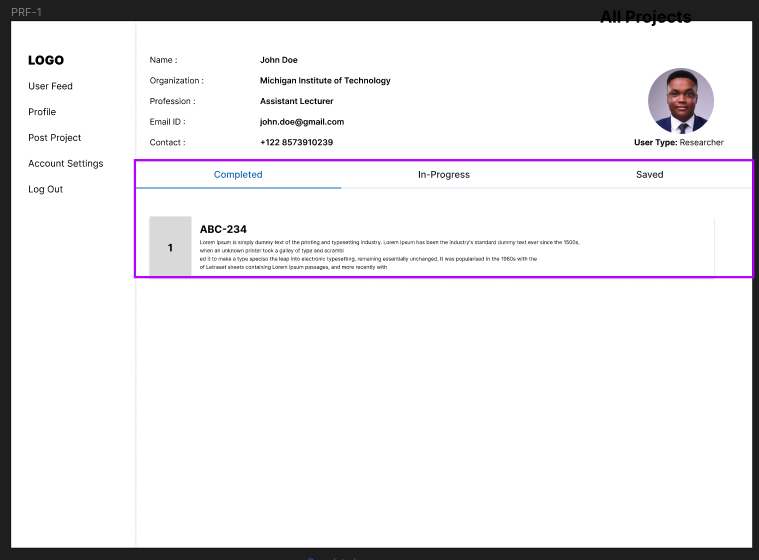 PRF-1
All Projects
LOGO
User Feed
Profile
Post Project
Account Settings
Log Out
Name : John Doe
Organization : Michigan Institute of Technology
Profession : Assistant Lecturer
Email ID : john.doe@gmail.com
Contact : +122 8573910239
User Type: Researcher
Completed In-Progress Saved
1
ABC-234
Lorem Ipsum is simply dummy text of the printing and typesetting industry. Lorem Ipsum has been the industry's standard dummy text ever since the 1500s,
when an unknown printer took a galley of type and scrambl
ed it to make a type speciso the leap into electronic typesetting, remaining essentially unchanged. It was popularised in the 1960s with the
of Letraset sheets containing Lorem Ipsum passages, and more recently with